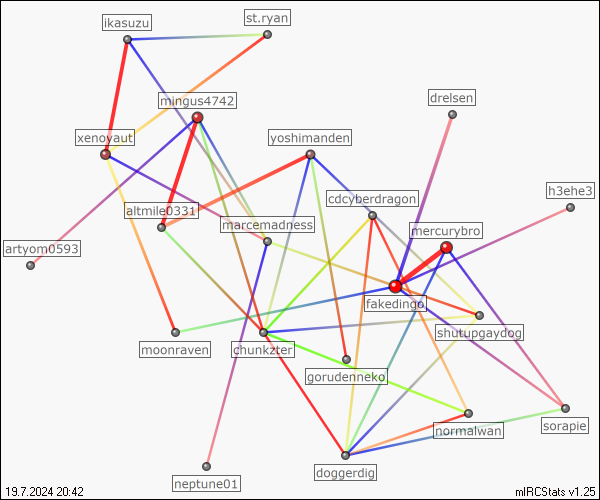 ikasuzu
st.ryan
mingus4742
drelsen
xenoyaut
yoshimanden
h3ehe3
cdcyberdragon
altmile0331
marcemadness
mercurybro
artyom0593
fakedingo
shutupgaydog
moonraven
chunkzter
gorudenneko
normalwan
sorapie
doggerdig
neptune01
19.7.2024 20:42
mIRCStats v1.25